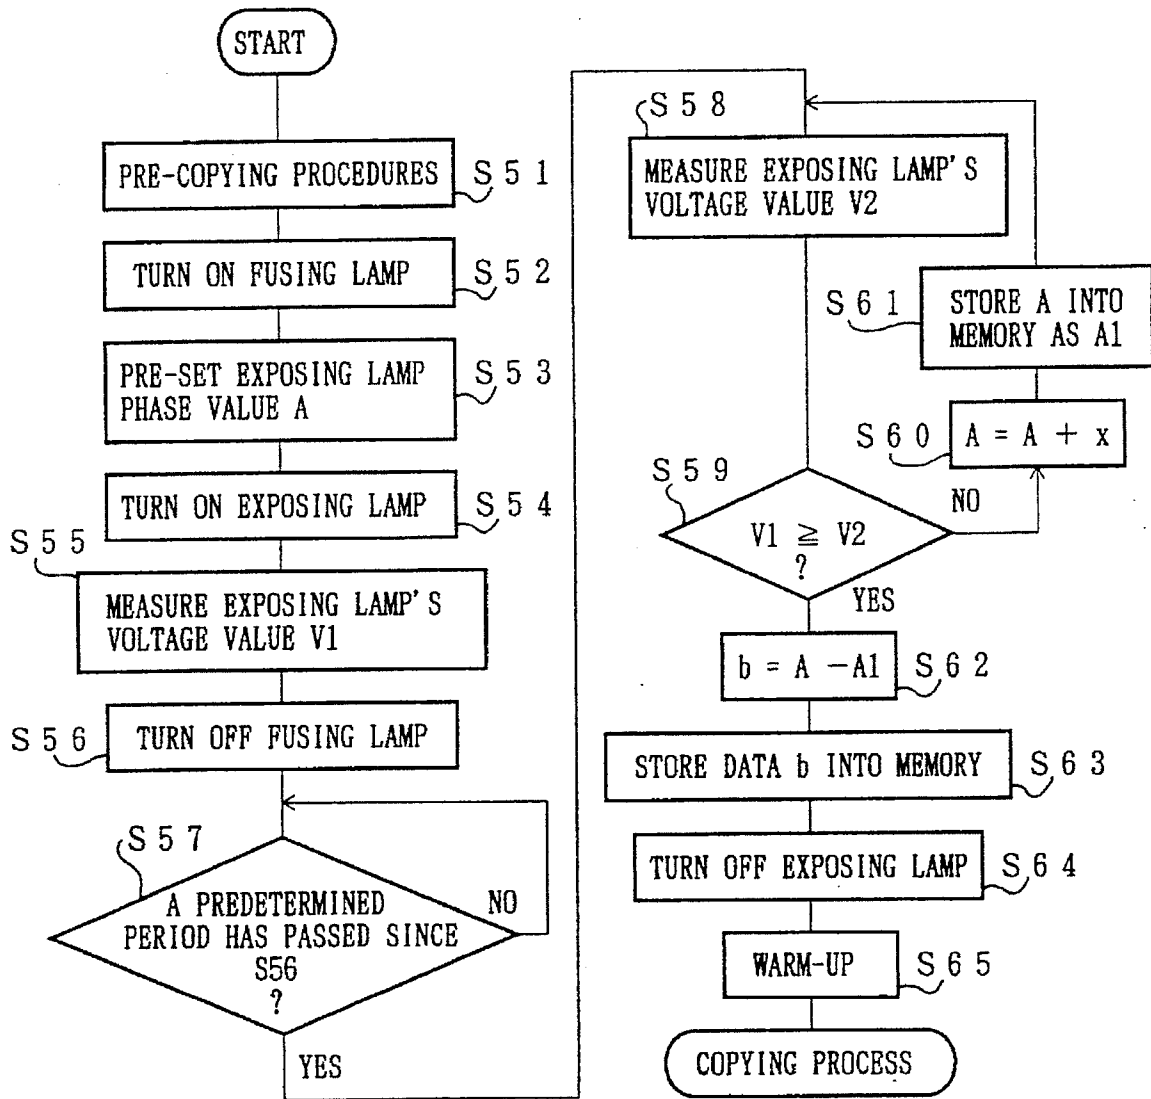 START
PRE-COPYING PROCEDURES
S51
TURN ON FUSING LAMP
S52
PRE-SET EXPOSING LAMP
PHASE VALUE A
S53
TURN ON EXPOSING LAMP
S54
S55
MEASURE EXPOSING LAMP'S
VOLTAGE VALUE V1
S56
TURN OFF FUSING LAMP
S57
A PREDETERMINED
PERIOD HAS PASSED SINCE
S56
?
NO
YES
S58
MEASURE EXPOSING LAMP'S
VOLTAGE VALUE V2
S61
STORE A INTO
MEMORY AS A1
S60
A = A + x
S59
V1 ≧ V2
?
NO
YES
b = A -A1
S62
STORE DATA b INTO MEMORY
S63
TURN OFF EXPOSING LAMP
S64
WARM-UP
S65
COPYING PROCESS